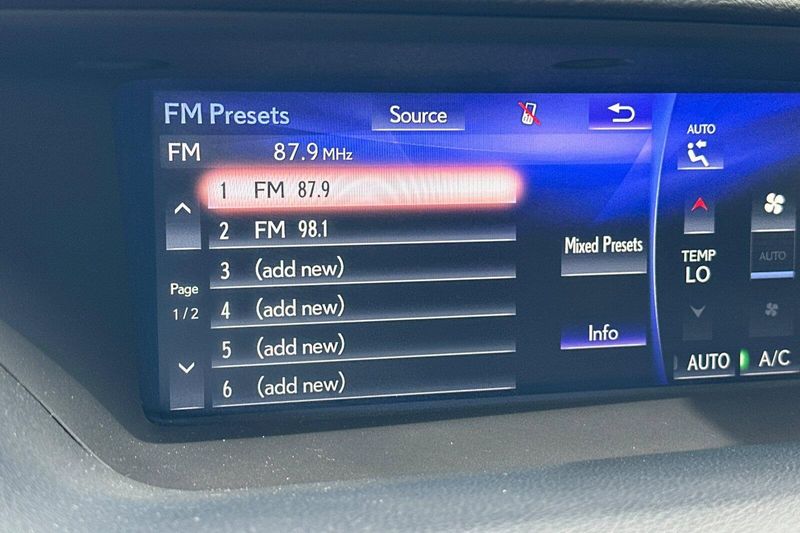 FM Presets
Source
FM 87.9 MHz
1 FM 87.9
2 FM 98.1
3 (add new)
4 (add new)
5 (add new)
6 (add new)
Page
1/2
Mixed Presets
Info
AUTO
TEMP
LO
AUTO
AUTO
A/C